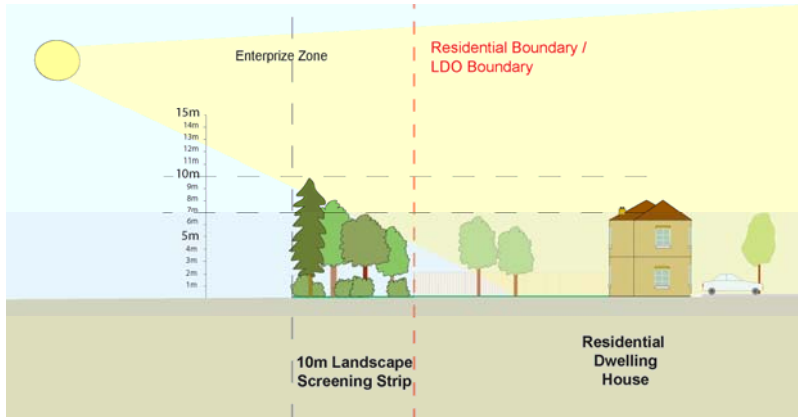 Enterprize Zone
Residential Boundary /
LDO Boundary
15m
14m
13m
12m
11m
10m
9m
8m
7m
6m
5m
4m
3m
2m
1m
10m Landscape
Screening Strip
Residential
Dwelling
House